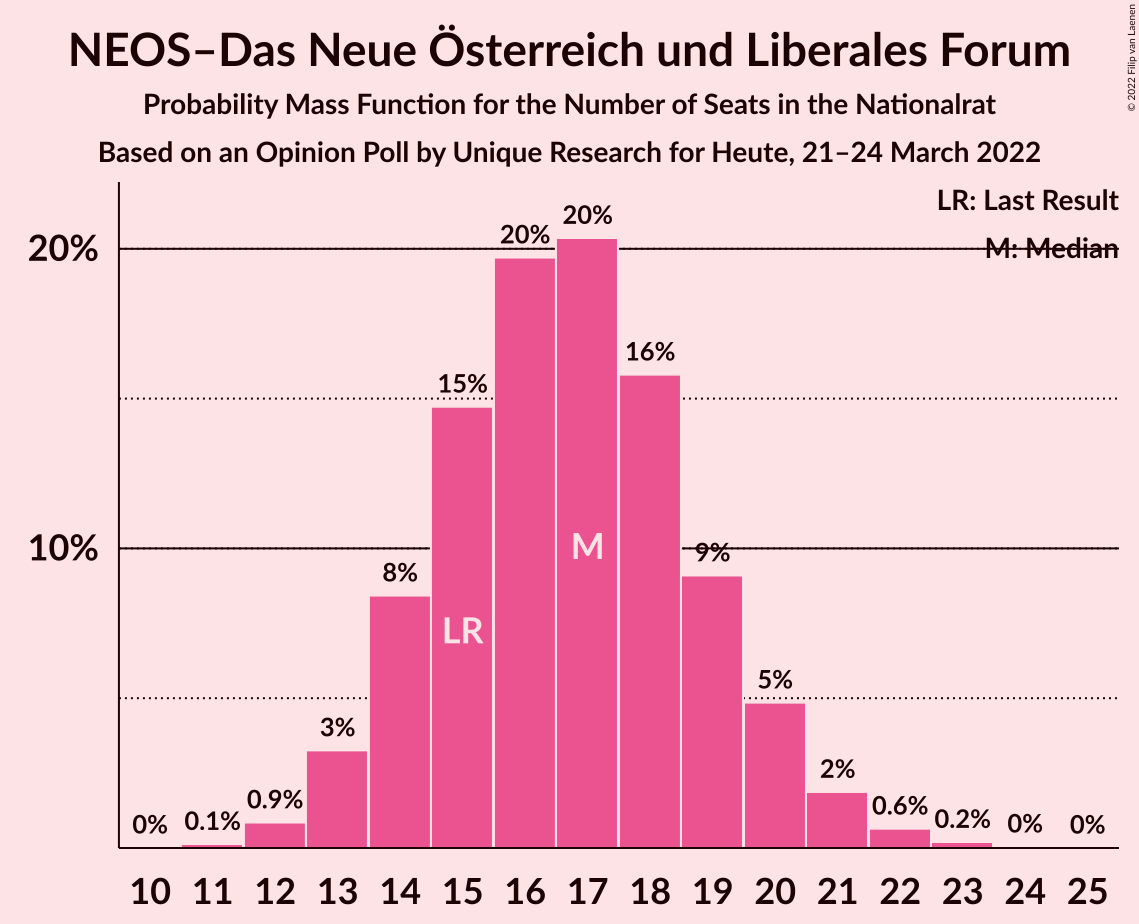 NEOS–Das Neue Österreich und Liberales Forum
Probability Mass Function for the Number of Seats in the Nationalrat
Based on an Opinion Poll by Unique Research for Heute, 21–24 March 2022
© 2022 Filip van Laenen
LR: Last Result
M: Median
20%
10%
0%
0.1%
0.9%
3%
8%
15%
20%
20%
16%
9%
5%
2%
0.6%
0.2%
0%
0%
LR
M
10 11 12 13 14 15 16 17 18 19 20 21 22 23 24 25